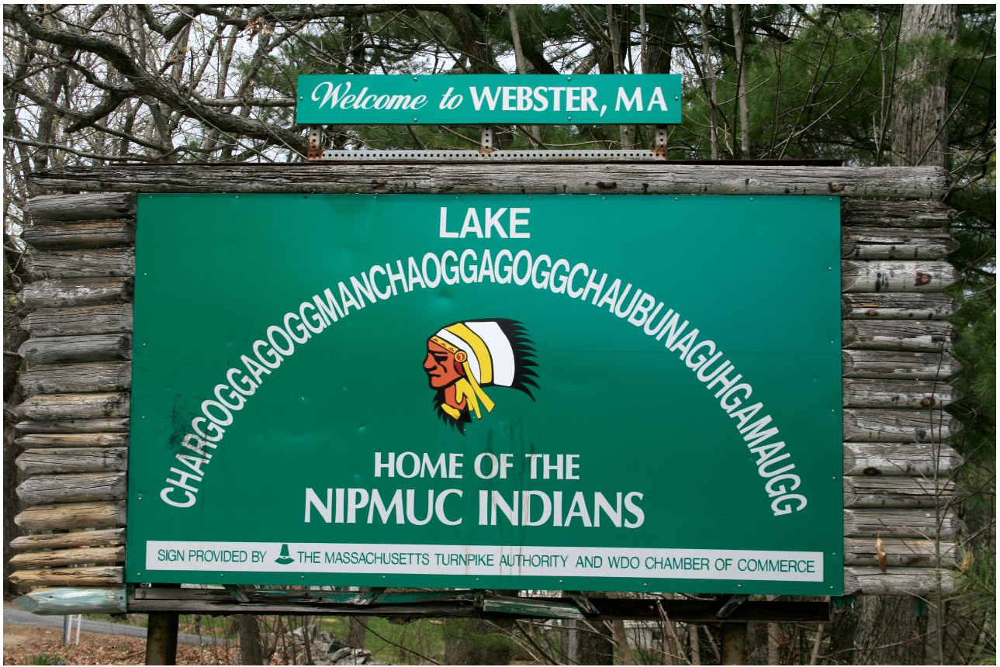 Welcome to WEBSTER, MA
LAKE
CHARGOGGAGOGGMANCHAOGGAGOGGCHAUBUNAGUHGAMAUGG
HOME OF THE
NIPMUC INDIANS
SIGN PROVIDED BY THE MASSACHUSETTS TURNPIKE AUTHORITY AND WDO CHAMBER OF COMMERCE